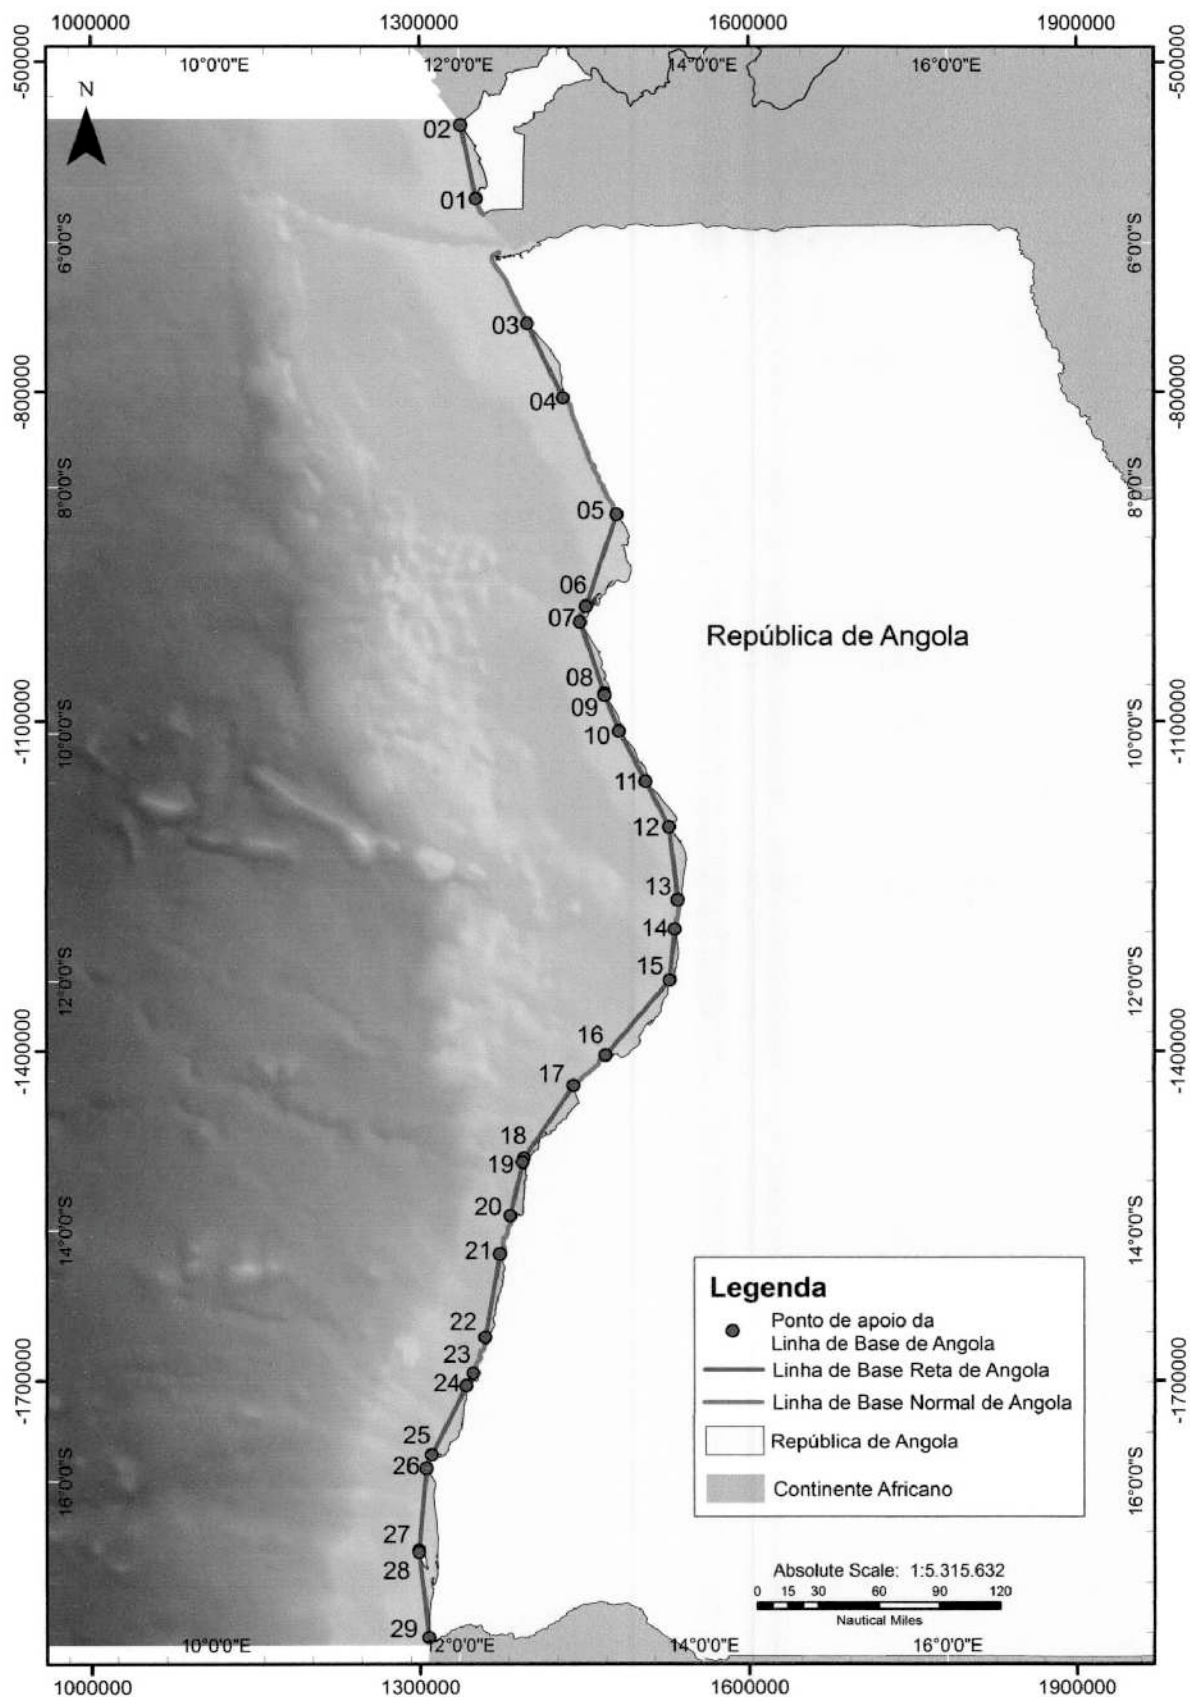 1000000 1300000 1600000 1900000
10°0'0"E 12°0'0"E 14°0'0"E 16°0'0"E
-500000 -500000
N
02
01
6°0'0"S 6°0'0"S
03
-800000 -800000
04
8°0'0"S 8°0'0"S
05
06
07
República de Angola
08
09
-1100000 -1100000
10°0'0"S 10°0'0"S
10
11
12
13
14
15
12°0'0"S 12°0'0"S
16
-1400000 -1400000
17
18
19
20
14°0'0"S 14°0'0"S
21
Legenda
Ponto de apoio da
Linha de Base de Angola
Linha de Base Reta de Angola
Linha de Base Normal de Angola
República de Angola
Continente Africano
22
23
24
-1700000 -1700000
25
26
16°0'0"S 16°0'0"S
27
28
Absolute Scale: 1:5.315.632
0 15 30 60 90 120
Nautical Miles
29
10°0'0"E 12°0'0"E 14°0'0"E 16°0'0"E
1000000 1300000 1600000 1900000